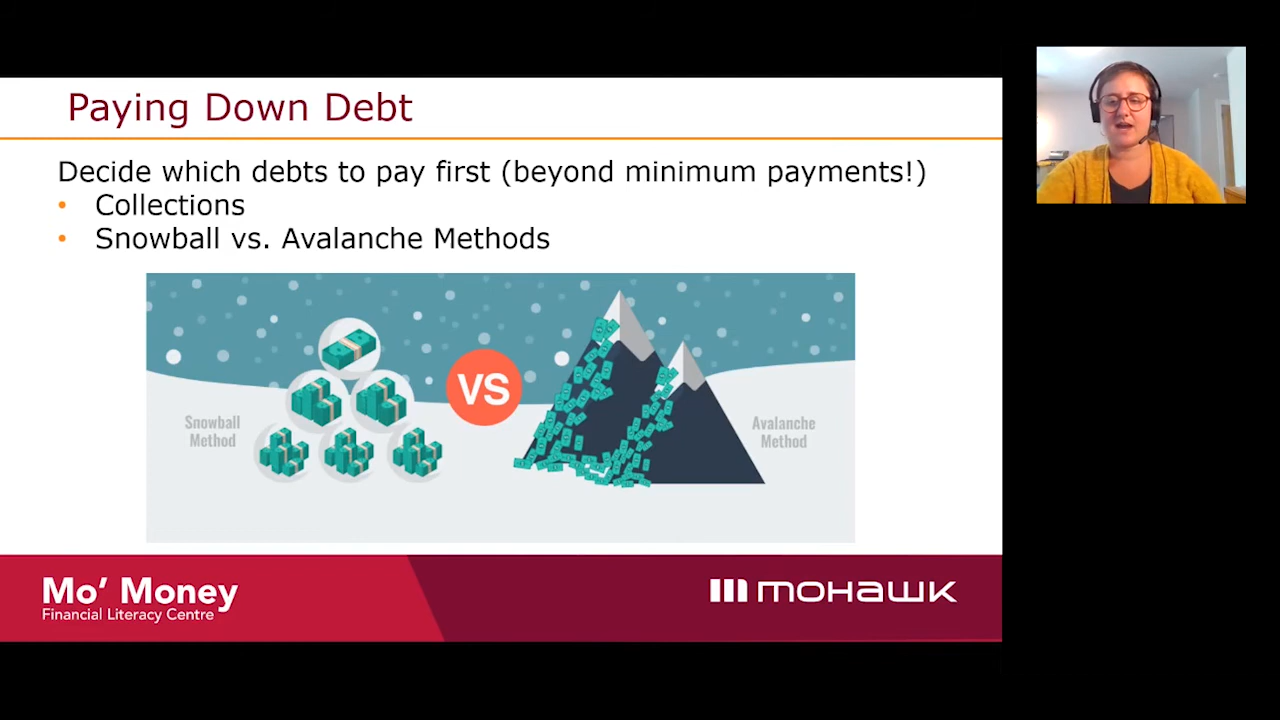 Paying Down Debt
Decide which debts to pay first (beyond minimum payments!)
• Collections
• Snowball vs. Avalanche Methods
Snowball
Method
VS
Avalanche
Method
Mo’ Money
Financial Literacy Centre
mohawk